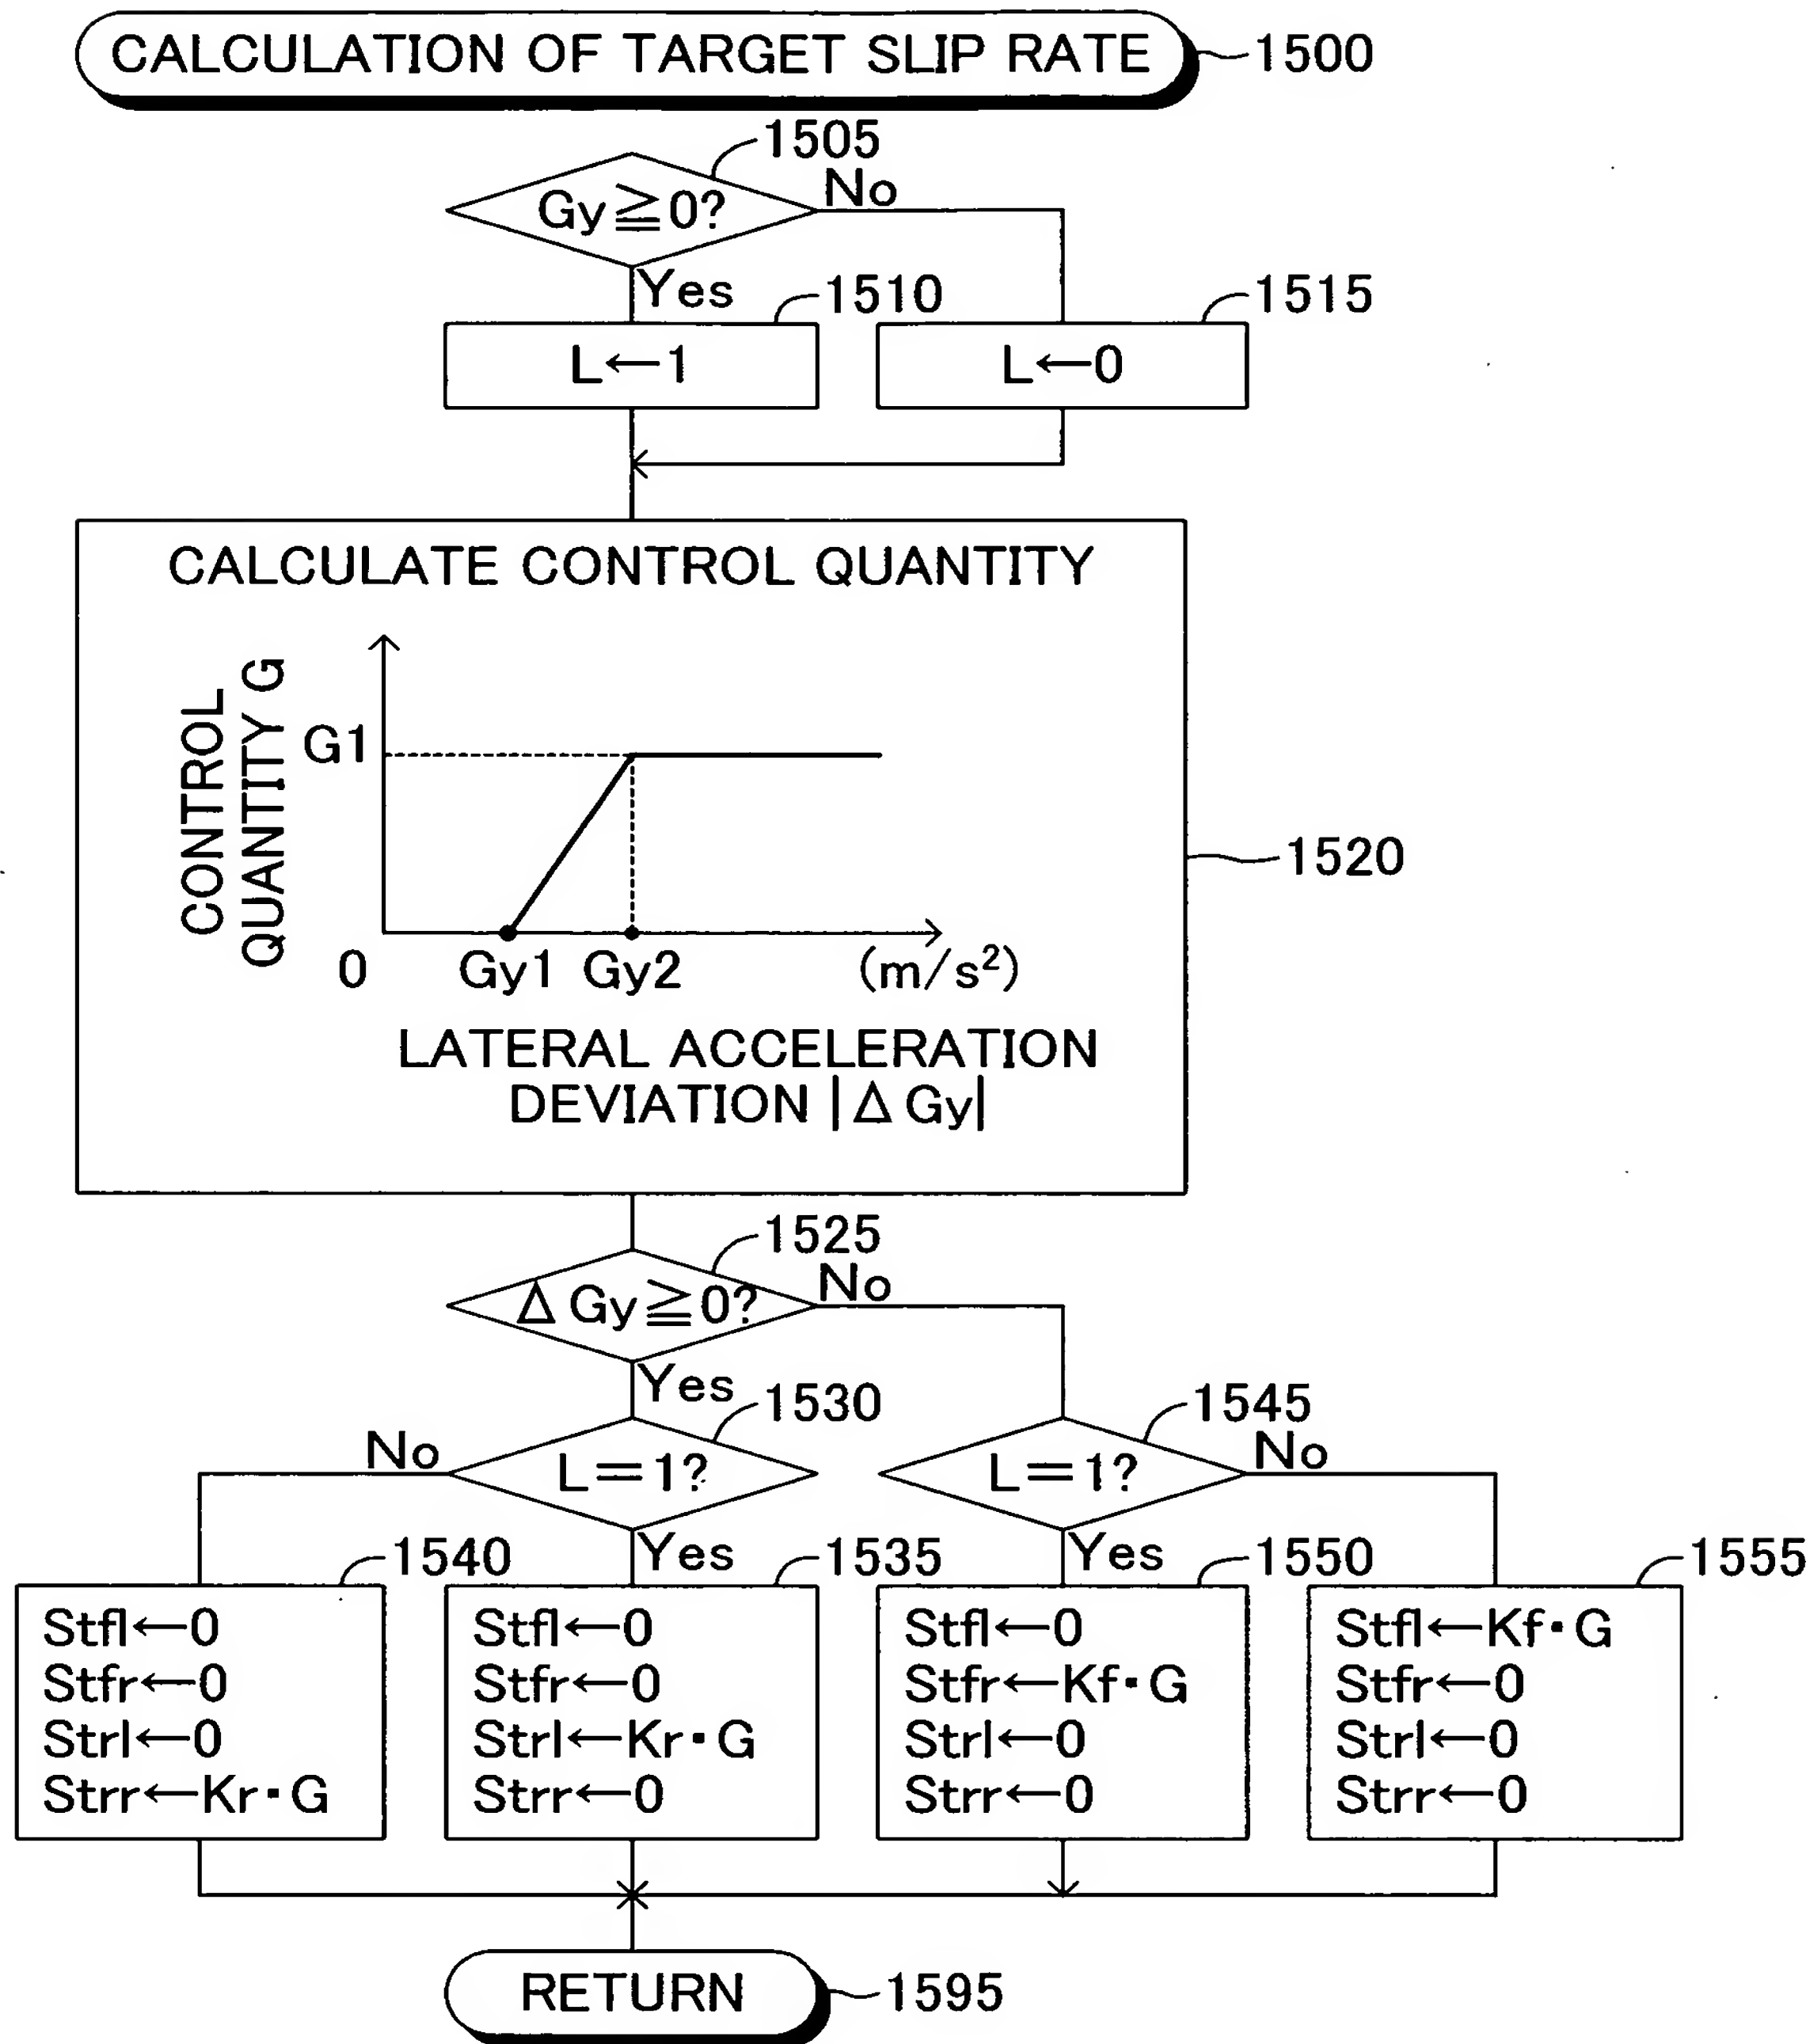 CALCULATION OF TARGET SLIP RATE
1500
1505
Gy≧0?
No
Yes
1510
1515
L←1
L←0
CALCULATE CONTROL QUANTITY
CONTROL
QUANTITY G
G1
0
Gy1
Gy2
(m/s²)
LATERAL ACCELERATION
DEVIATION |Δ Gy|
1520
1525
Δ Gy≧0?
No
Yes
1530
1545
No
L=1?
L=1?
No
1540
Yes
1535
Yes
1550
1555
Stfl←0
Stfr←0
Strl←0
Strr←Kr·G
Stfl←0
Stfr←0
Strl←Kr·G
Strr←0
Stfl←0
Stfr←Kf·G
Strl←0
Strr←0
Stfl←Kf·G
Stfr←0
Strl←0
Strr←0
RETURN
1595